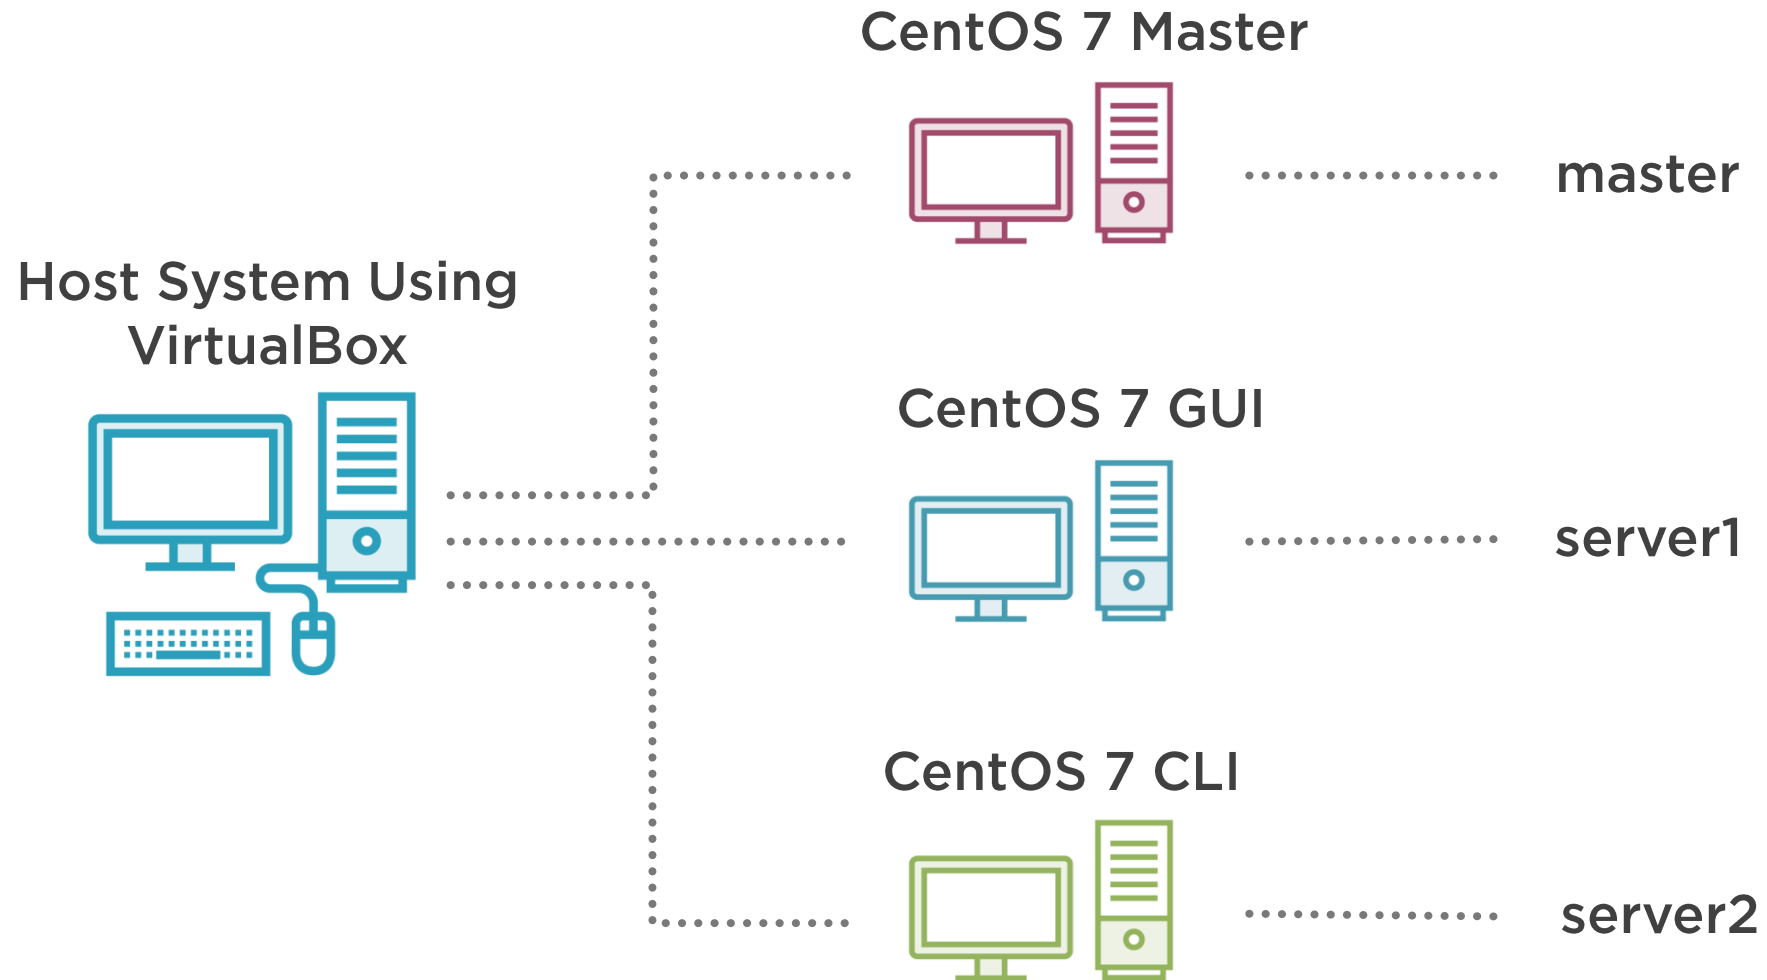 CentOS 7 Master
master
Host System Using
VirtualBox
CentOS 7 GUI
server1
CentOS 7 CLI
server2